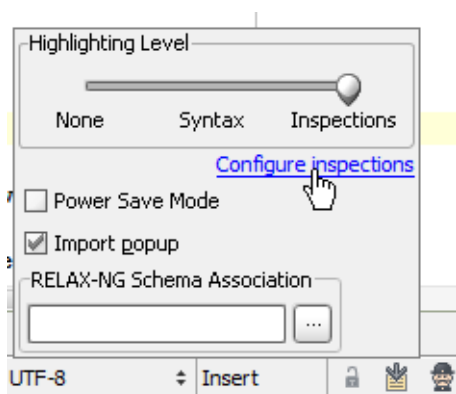 Highlighting Level
None Syntax Inspections
Configure inspections
Power Save Mode
Import popup
RELAX-NG Schema Association
...
UTF-8 Insert